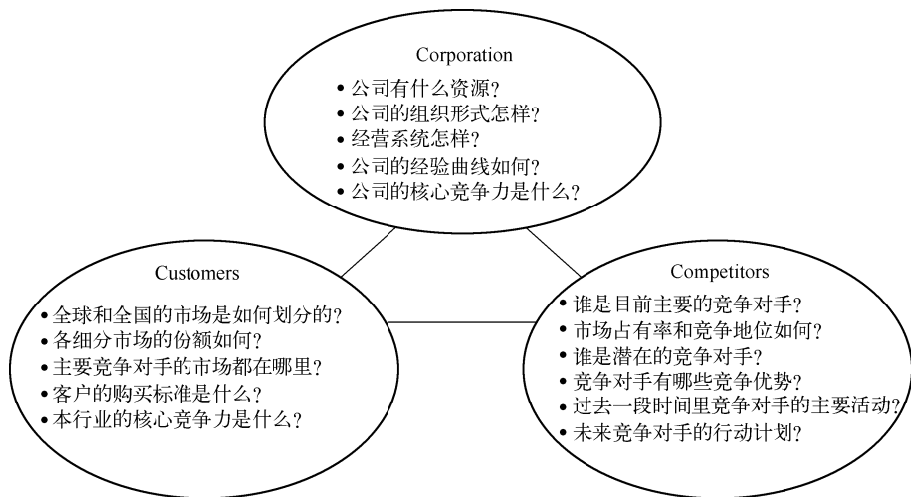 Corporation
• 公司有什么资源？
• 公司的组织形式怎样？
• 经营系统怎样？
• 公司的经验曲线如何？
• 公司的核心竞争力是什么？
Customers
• 全球和全国的市场是如何划分的？
• 各细分市场的份额如何？
• 主要竞争对手的市场都在哪里？
• 客户的购买标准是什么？
• 本行业的核心竞争力是什么？
Competitors
• 谁是目前主要的竞争对手？
• 市场占有率和竞争地位如何？
• 谁是潜在的竞争对手？
• 竞争对手有哪些竞争优势？
• 过去一段时间里竞争对手的主要活动？
• 未来竞争对手的行动计划？